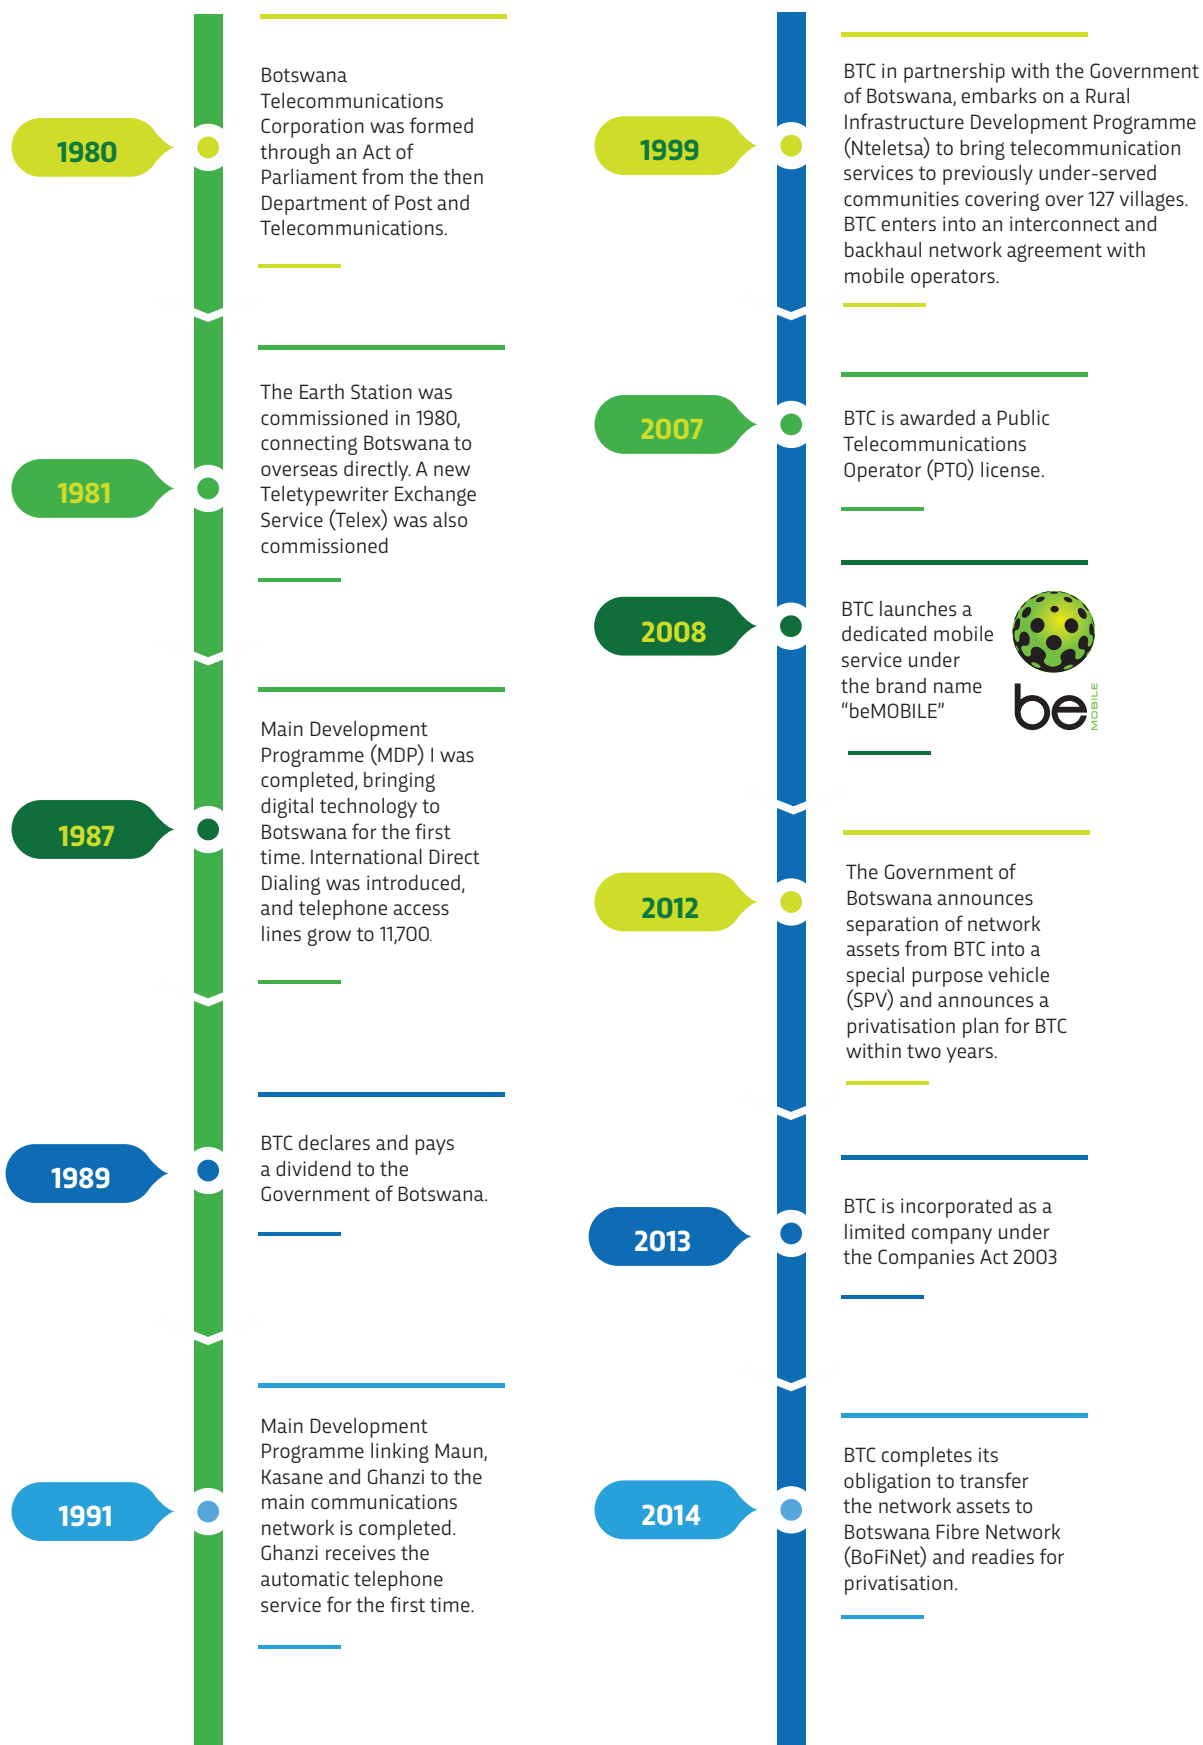 1980
Botswana
Telecommunications
Corporation was formed
through an Act of
Parliament from the then
Department of Post and
Telecommunications.
1981
The Earth Station was
commissioned in 1980,
connecting Botswana to
overseas directly. A new
Teletypewriter Exchange
Service (Telex) was also
commissioned
1987
Main Development
Programme (MDP) I was
completed, bringing
digital technology to
Botswana for the first
time. International Direct
Dialing was introduced,
and telephone access
lines grow to 11,700.
1989
BTC declares and pays
a dividend to the
Government of Botswana.
1991
Main Development
Programme linking Maun,
Kasane and Ghanzi to the
main communications
network is completed.
Ghanzi receives the
automatic telephone
service for the first time.
1999
BTC in partnership with the Government
of Botswana, embarks on a Rural
Infrastructure Development Programme
(Nteletsa) to bring telecommunication
services to previously under-served
communities covering over 127 villages.
BTC enters into an interconnect and
backhaul network agreement with
mobile operators.
2007
BTC is awarded a Public
Telecommunications
Operator (PTO) license.
2008
BTC launches a
dedicated mobile
service under
the brand name
“beMOBILE”
be MOBILE
2012
The Government of
Botswana announces
separation of network
assets from BTC into a
special purpose vehicle
(SPV) and announces a
privatisation plan for BTC
within two years.
2013
BTC is incorporated as a
limited company under
the Companies Act 2003
2014
BTC completes its
obligation to transfer
the network assets to
Botswana Fibre Network
(BoFiNet) and readies for
privatisation.